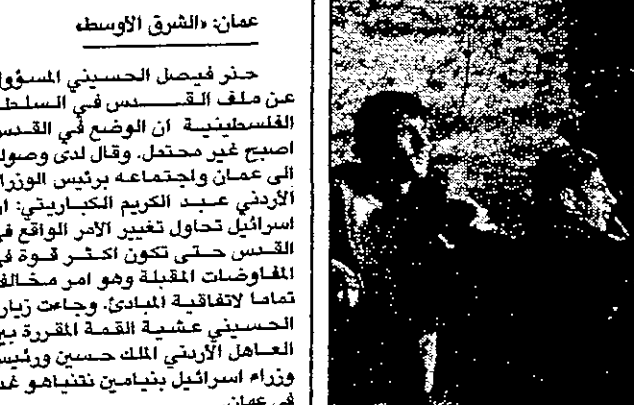 عمان: «الشرق الاوسط»
حذر فيصل الحسيني المسؤول
عن ملف القدس في السلطة
الفلسطينية ان الوضع في القدس
اصبح غير محتمل. وقال لدى وصوله
الى عمان واجتماعه برئيس الوزراء
الأردني عبد الكريم الكباريتي: ان
اسرائيل تحاول تغيير الامر الواقع في
القدس حتى تكون اكثر قوة في
المفاوضات المقبلة وهو امر مخالف
تماما لاتفاقية المبادئ. وجاءت زيارة
الحسيني عشية القمة المقررة بين
العاهل الأردني الملك حسين ورئيس
وزراء اسرائيل بنيامين نتنياهو غدا
في عمان.